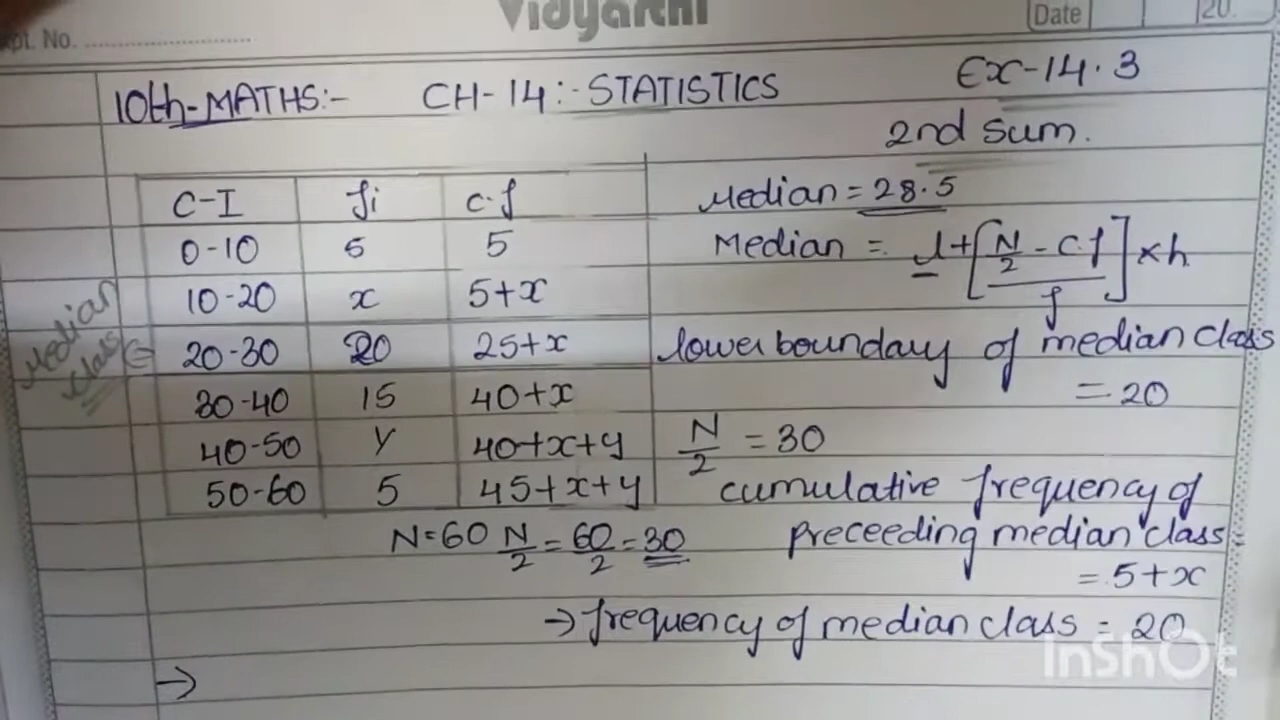 Vidyarthi
pt. No.
Date 20.
10th-MATHS:- CH-14:-STATISTICS Ex-14.3
2nd Sum.
C-I fi c.f
0-10 5 5
10-20 x 5+x
20-30 20 25+x
30-40 15 40+x
40-50 y 40+x+y
50-60 5 45+x+y
Median class
N=60 N/2=60/2=30
Median = 28.5
Median = l+[N/2 - cf/f]×h
lower boundary of median class
= 20
N/2 = 30
cumulative frequency of
preceeding median class=
= 5+x
→ frequency of median class = 20
→
InShOt